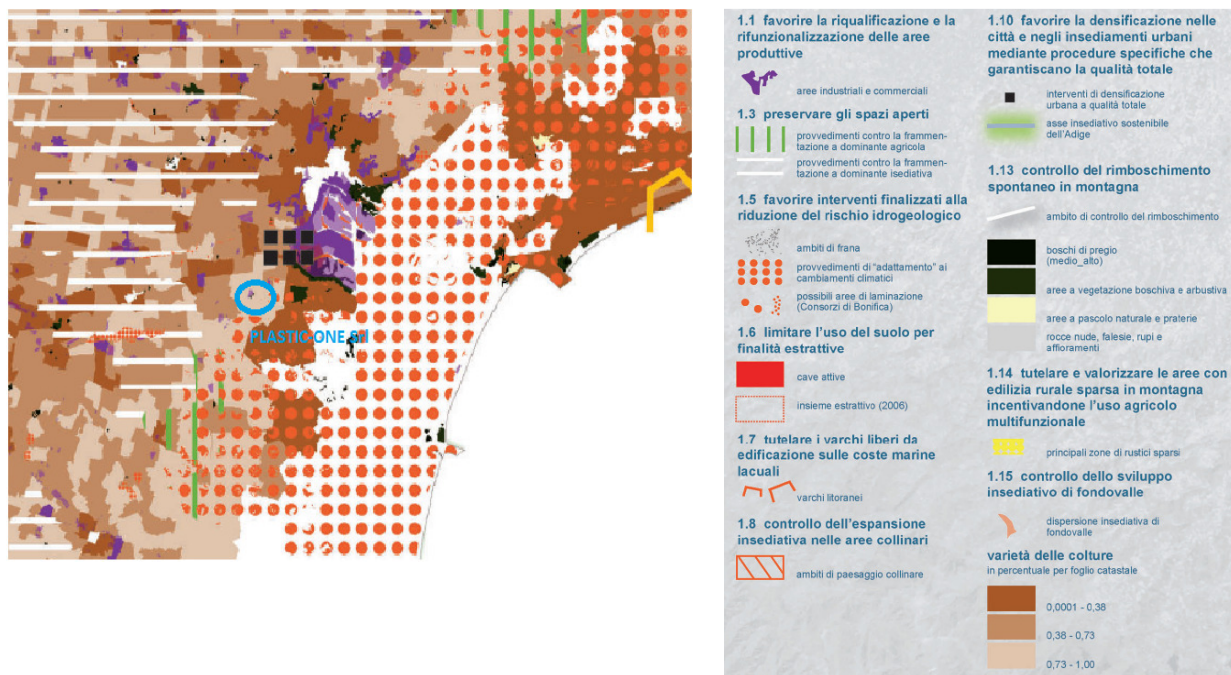 PLASTIC ONE Srl
1.1 favorire la riqualificazione e la
rifunzionalizzazione delle aree
produttive
aree industriali e commerciali
1.3 preservare gli spazi aperti
provvedimenti contro la frammen-
tazione a dominante agricola
provvedimenti contro la frammen-
tazione a dominante isediativa
1.5 favorire interventi finalizzati alla
riduzione del rischio idrogeologico
ambiti di frana
provvedimenti di "adattamento" ai
cambiamenti climatici
possibili aree di laminazione
(Consorzi di Bonifica)
1.6 limitare l'uso del suolo per
finalità estrattive
cave attive
insieme estrattivo (2006)
1.7 tutelare i varchi liberi da
edificazione sulle coste marine
lacuali
varchi litoranei
1.8 controllo dell'espansione
insediativa nelle aree collinari
ambiti di paesaggio collinare
1.10 favorire la densificazione nelle
città e negli insediamenti urbani
mediante procedure specifiche che
garantiscano la qualità totale
interventi di densificazione
urbana a qualità totale
asse insediativo sostenibile
dell'Adige
1.13 controllo del rimboschimento
spontaneo in montagna
ambito di controllo del rimboschimento
boschi di pregio
(medio_alto)
aree a vegetazione boschiva e arbustiva
aree a pascolo naturale e praterie
rocce nude, falesie, rupi e
affioramenti
1.14 tutelare e valorizzare le aree con
edilizia rurale sparsa in montagna
incentivandone l'uso agricolo
multifunzionale
principali zone di rustici sparsi
1.15 controllo dello sviluppo
insediativo di fondovalle
dispersione insediativa di
fondovalle
varietà delle colture
in percentuale per foglio catastale
0,0001 - 0,38
0,38 - 0,73
0,73 - 1,00